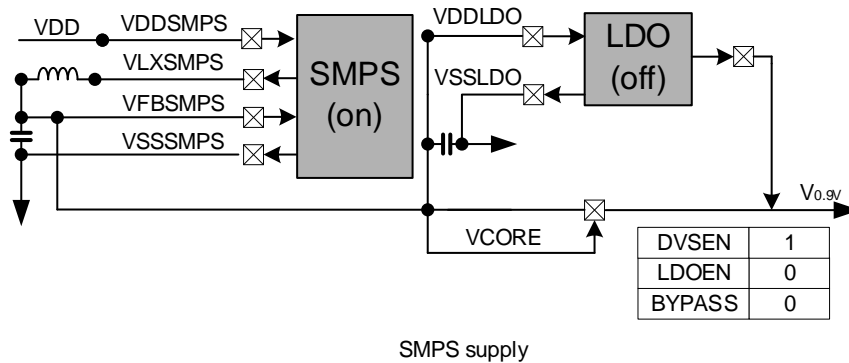 VDD VDDSMPS
VLXSMPS
VFBSMPS
VSSSMPS
SMPS
(on)
VDDLDO
VSSLDO
LDO
(off)
VCORE
V0.9V
DVSEN 1
LDOEN 0
BYPASS 0
SMPS supply